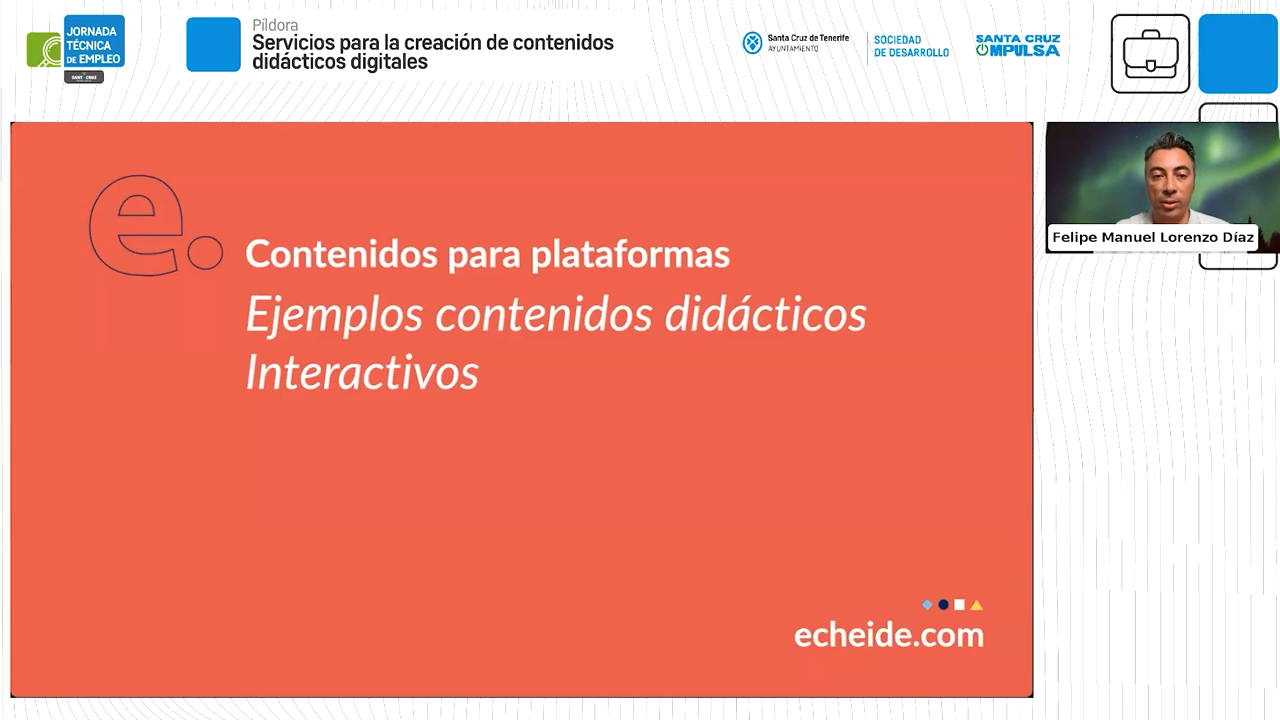 JORNADA
TÉCNICA
DE EMPLEO
Píldora
Servicios para la creación de contenidos
didácticos digitales
Santa Cruz de Tenerife
AYUNTAMIENTO
SOCIEDAD
DE DESARROLLO
SANTA CRUZ
IMPULSA
e.
Contenidos para plataformas
Ejemplos contenidos didácticos
Interactivos
echeide.com
Felipe Manuel Lorenzo Díaz